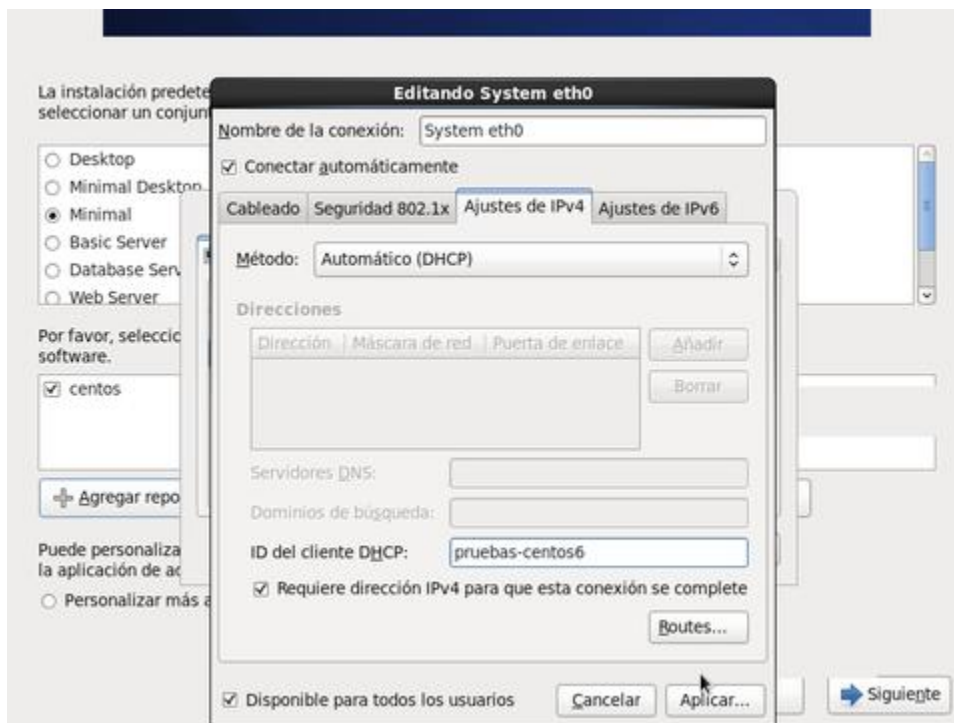 Editando System eth0
La instalación predete
seleccionar un conjun
Nombre de la conexión: System eth0
Conectar automáticamente
Desktop
Minimal Desktop
Minimal
Basic Server
Database Serv
Web Server
Cableado Seguridad 802.1x Ajustes de IPv4 Ajustes de IPv6
Método: Automático (DHCP)
Direcciones
Dirección Máscara de red Puerta de enlace
Añadir
Borrar
Por favor, selecc
software.
centos
Servidores DNS:
Agregar repo
Dominios de búsqueda:
Puede personaliza
la aplicación de ac
ID del cliente DHCP: pruebas-centos6
Requiere dirección IPv4 para que esta conexión se complete
Personalizar más a
Routes...
Disponible para todos los usuarios
Cancelar Aplicar...
Siguiente